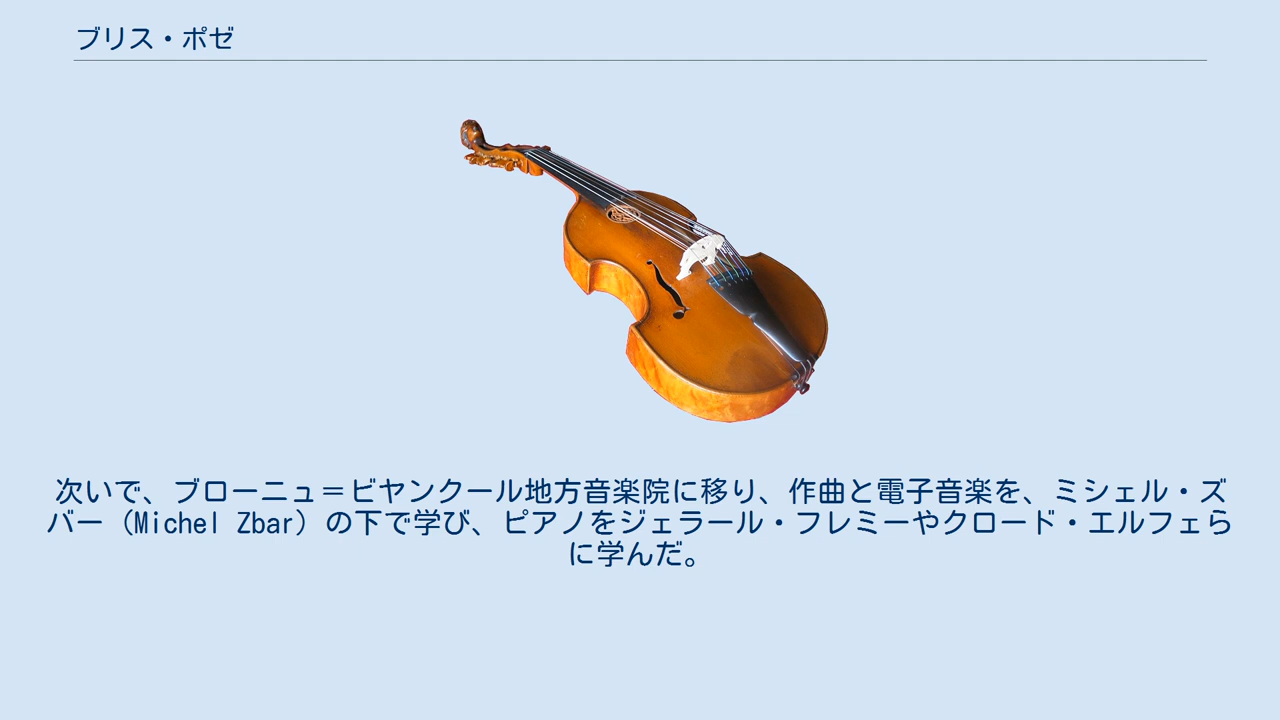 ブリス・ポゼ
次いで、ブローニュ＝ビヤンクール地方音楽院に移り、作曲と電子音楽を、ミシェル・ズ
バー（Michel Zbar）の下で学び、ピアノをジェラール・フレミーやクロード・エルフェら
に学んだ。